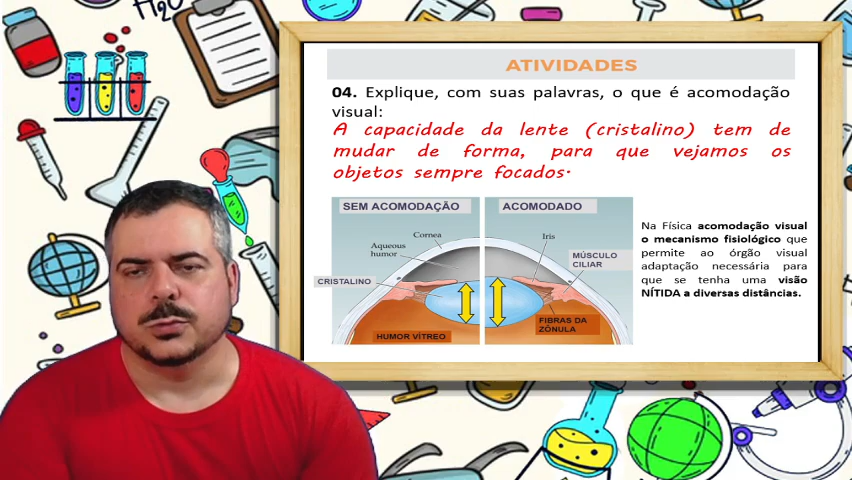 H2O
ATIVIDADES
04. Explique, com suas palavras, o que é acomodação
visual:
A capacidade da lente (cristalino) tem de
mudar de forma, para que vejamos os
objetos sempre focados.
SEM ACOMODAÇÃO
ACOMODADO
Cornea
Iris
Aqueous
humor
MÚSCULO
CILIAR
CRISTALINO
FIBRAS DA
ZÔNULA
HUMOR VÍTREO
Na Física acomodação visual
o mecanismo fisiológico que
permite ao órgão visual
adaptação necessária para
que se tenha uma visão
NÍTIDA a diversas distâncias.